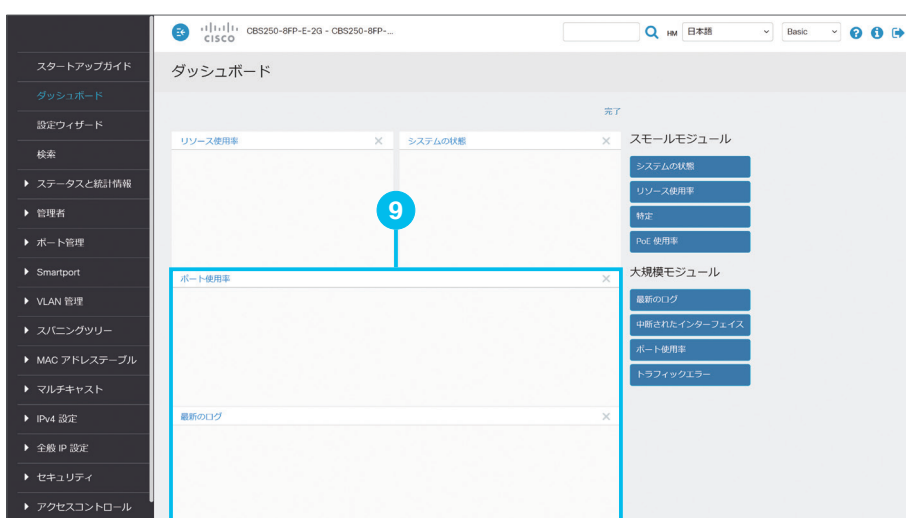 CISCO
CBS250-8FP-E-2G - CBS250-8FP-...
HM
日本語
Basic
スタートアップガイド
ダッシュボード
設定ウィザード
検索
ステータスと統計情報
管理者
ポート管理
Smartport
VLAN 管理
スパニングツリー
MAC アドレステーブル
マルチキャスト
IPv4 設定
全般 IP 設定
セキュリティ
アクセスコントロール
ダッシュボード
完了
リソース使用率
システムの状態
9
ポート使用率
最新のログ
スモールモジュール
システムの状態
リソース使用率
特定
PoE 使用率
大規模モジュール
最新のログ
中断されたインターフェイス
ポート使用率
トラフィックエラー